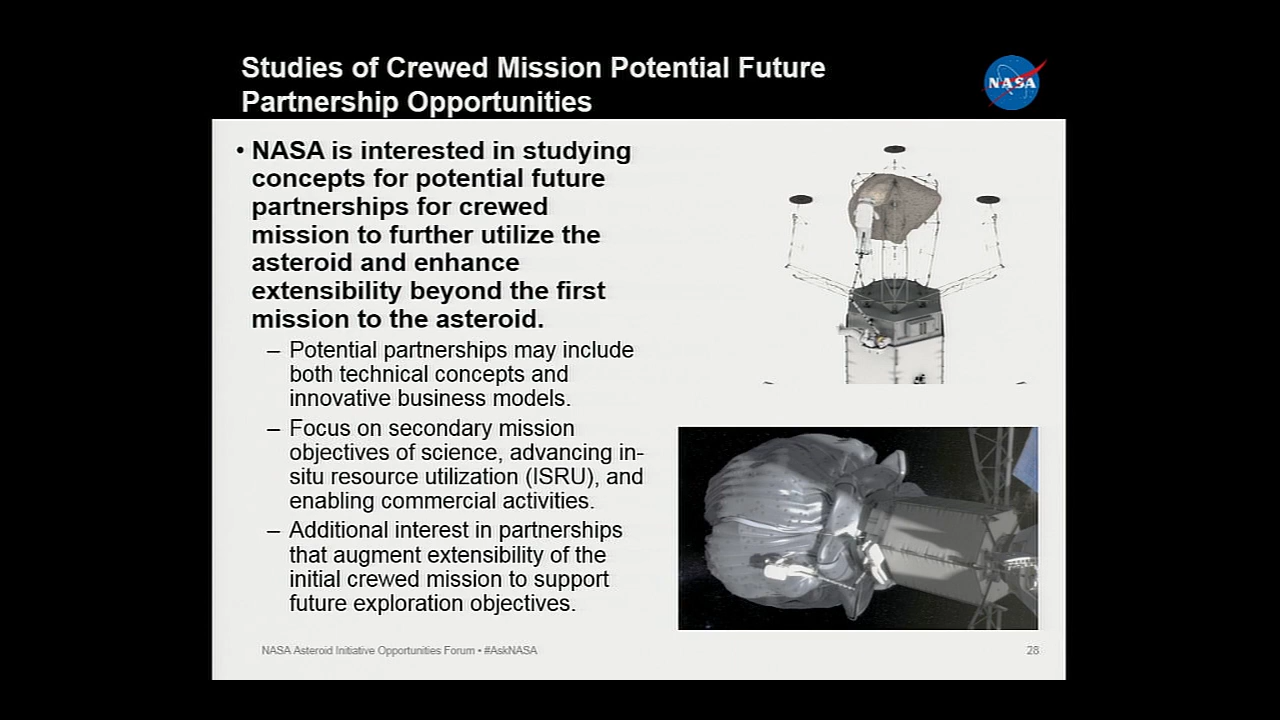 Studies of Crewed Mission Potential Future
Partnership Opportunities
NASA
• NASA is interested in studying
concepts for potential future
partnerships for crewed
mission to further utilize the
asteroid and enhance
extensibility beyond the first
mission to the asteroid.
– Potential partnerships may include
both technical concepts and
innovative business models.
– Focus on secondary mission
objectives of science, advancing in-
situ resource utilization (ISRU), and
enabling commercial activities.
– Additional interest in partnerships
that augment extensibility of the
initial crewed mission to support
future exploration objectives.
NASA Asteroid Initiative Opportunities Forum • #AskNASA
28